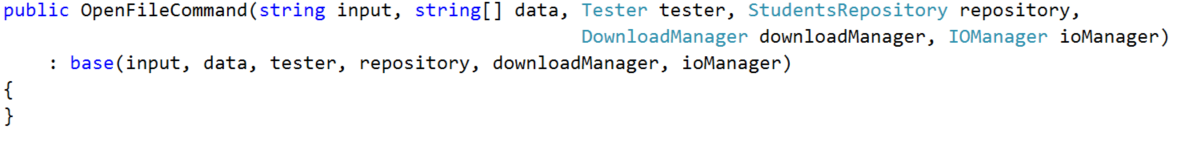 public OpenFileCommand(string input, string[] data, Tester tester, StudentsRepository repository,
DownloadManager downloadManager, IOManager ioManager)
: base(input, data, tester, repository, downloadManager, ioManager)
{
}